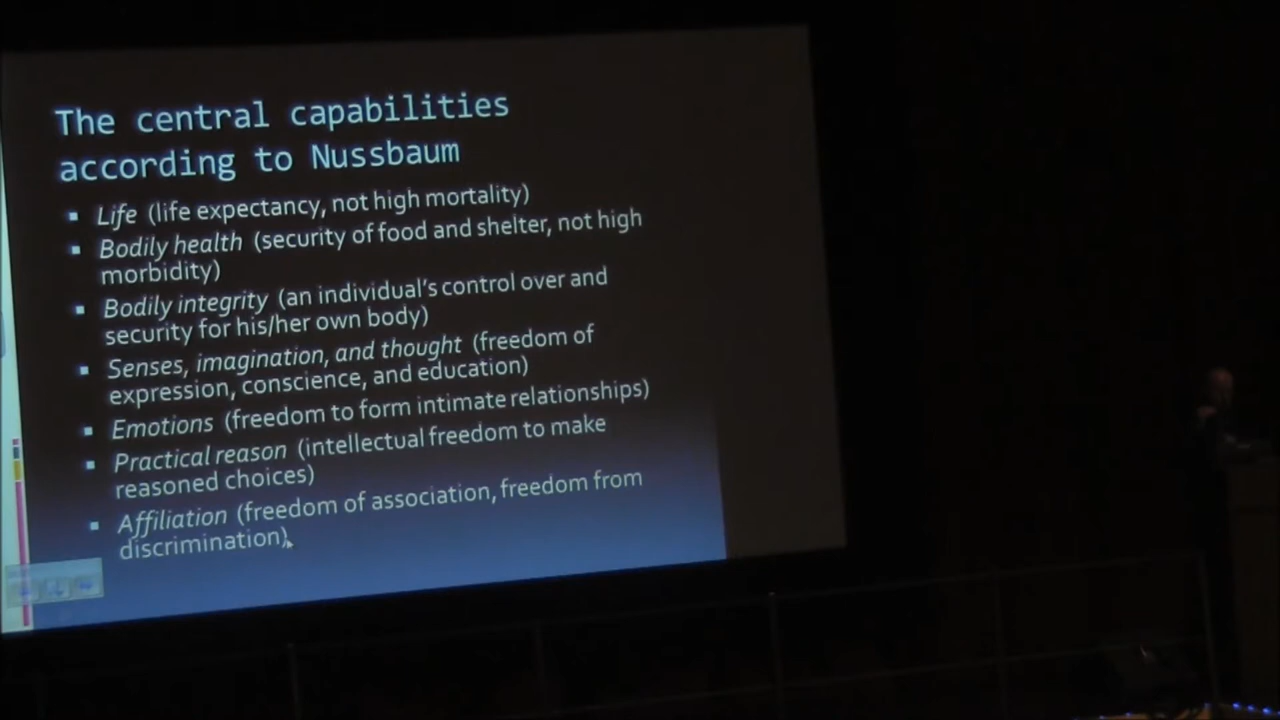 The central capabilities
according to Nussbaum
▪ Life (life expectancy, not high mortality)
▪ Bodily health (security of food and shelter, not high
morbidity)
▪ Bodily integrity (an individual's control over and
security for his/her own body)
▪ Senses, imagination, and thought (freedom of
expression, conscience, and education)
▪ Emotions (freedom to form intimate relationships)
▪ Practical reason (intellectual freedom to make
reasoned choices)
▪ Affiliation (freedom of association, freedom from
discrimination)